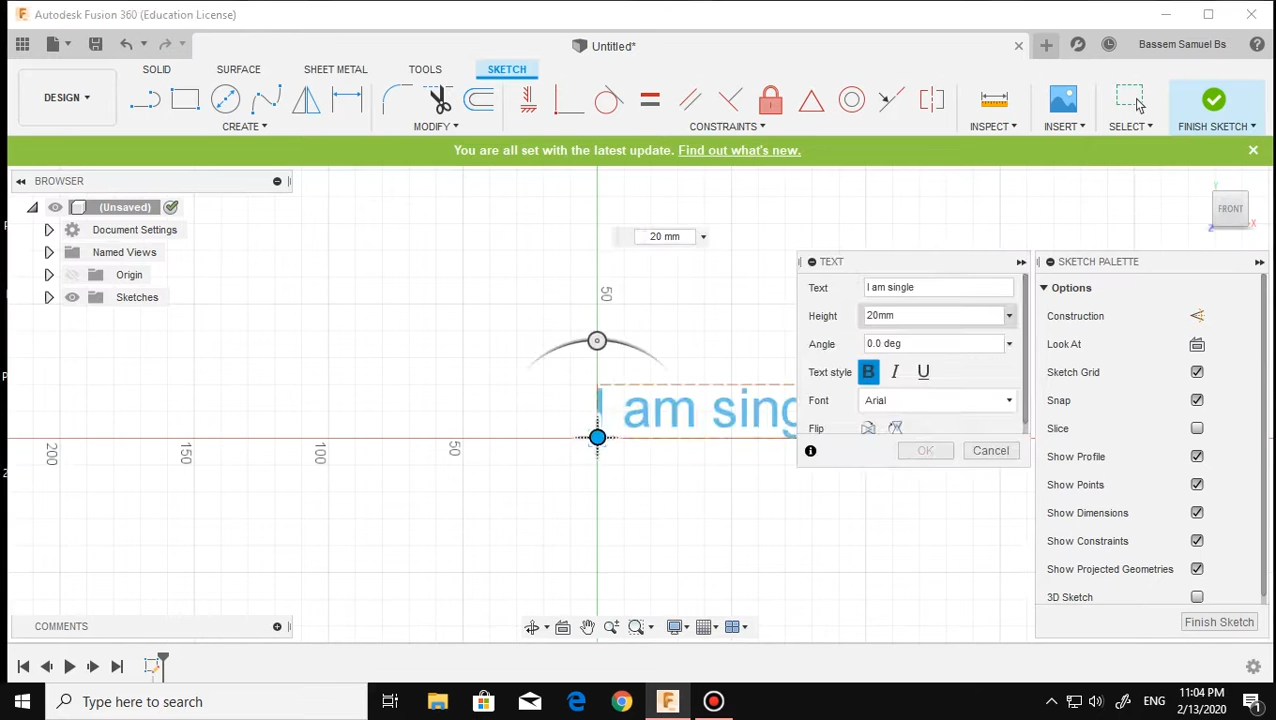 Autodesk Fusion 360 (Education License)
Untitled*
Bassem Samuel Bs
DESIGN
SOLID
SURFACE
SHEET METAL
TOOLS
SKETCH
CREATE
MODIFY
CONSTRAINTS
INSPECT
INSERT
SELECT
FINISH SKETCH
You are all set with the latest update. Find out what's new.
BROWSER
(Unsaved)
Document Settings
Named Views
Origin
Sketches
20 mm
FRONT
TEXT
Text
I am single
Height
20mm
Angle
0.0 deg
Text style
B I U
Font
Arial
Flip
OK
Cancel
SKETCH PALETTE
Options
Construction
Look At
Sketch Grid
Snap
Slice
Show Profile
Show Points
Show Dimensions
Show Constraints
Show Projected Geometries
3D Sketch
Finish Sketch
50
I am sing
200
150
100
50
COMMENTS
Type here to search
ENG
11:04 PM
2/13/2020
1